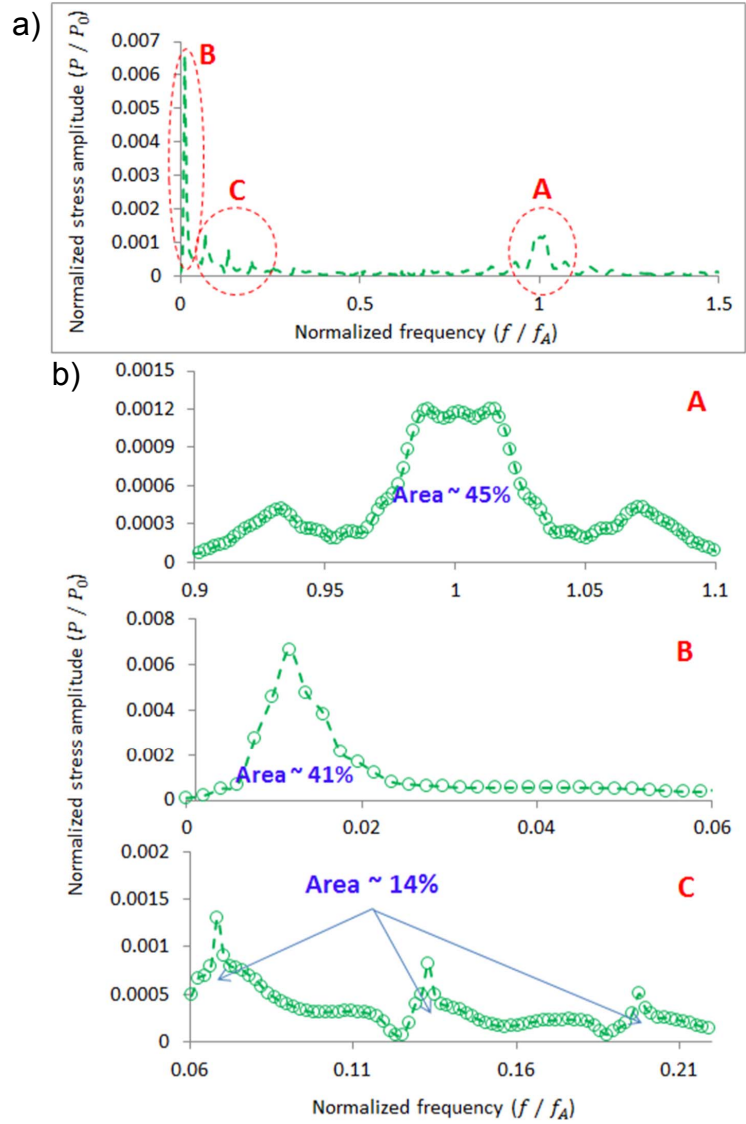 a)
Normalized stress amplitude (P / P₀)
0.007
0.006
0.005
0.004
0.003
0.002
0.001
0
B
C
A
0 0.5 1 1.5
Normalized frequency (f / f_A)
b)
Normalized stress amplitude (P / P₀)
0.0015
0.0012
0.0009
0.0006
0.0003
0
A
Area ~ 45%
0.9 0.95 1 1.05 1.1
0.008
0.006
0.004
0.002
0
B
Area ~ 41%
0 0.02 0.04 0.06
0.002
0.0015
0.001
0.0005
0
Area ~ 14%
C
0.06 0.11 0.16 0.21
Normalized frequency (f / f_A)